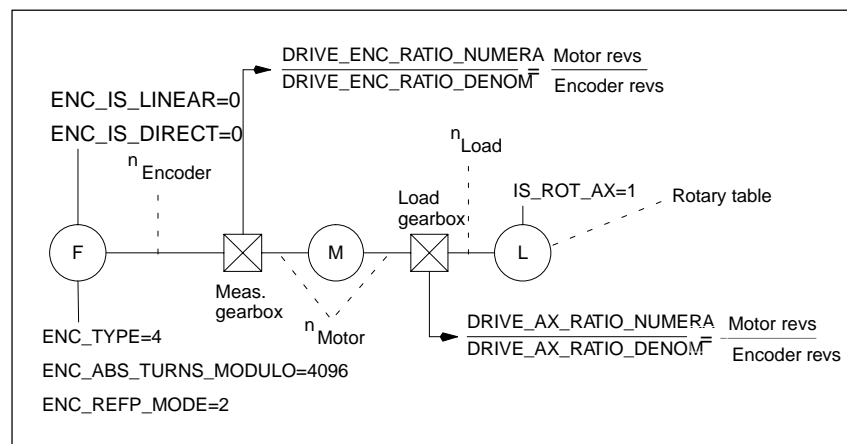 DRIVE_ENC_RATIO_NUMERA = Motor revs
DRIVE_ENC_RATIO_DENOM Encoder revs
ENC_IS_LINEAR=0
ENC_IS_DIRECT=0
n Encoder
n Load
Load
gearbox
IS_ROT_AX=1
Rotary table
F
M
L
Meas.
gearbox
n Motor
DRIVE_AX_RATIO_NUMERA = Motor revs
DRIVE_AX_RATIO_DENOM Encoder revs
ENC_TYPE=4
ENC_ABS_TURNS_MODULO=4096
ENC_REFP_MODE=2